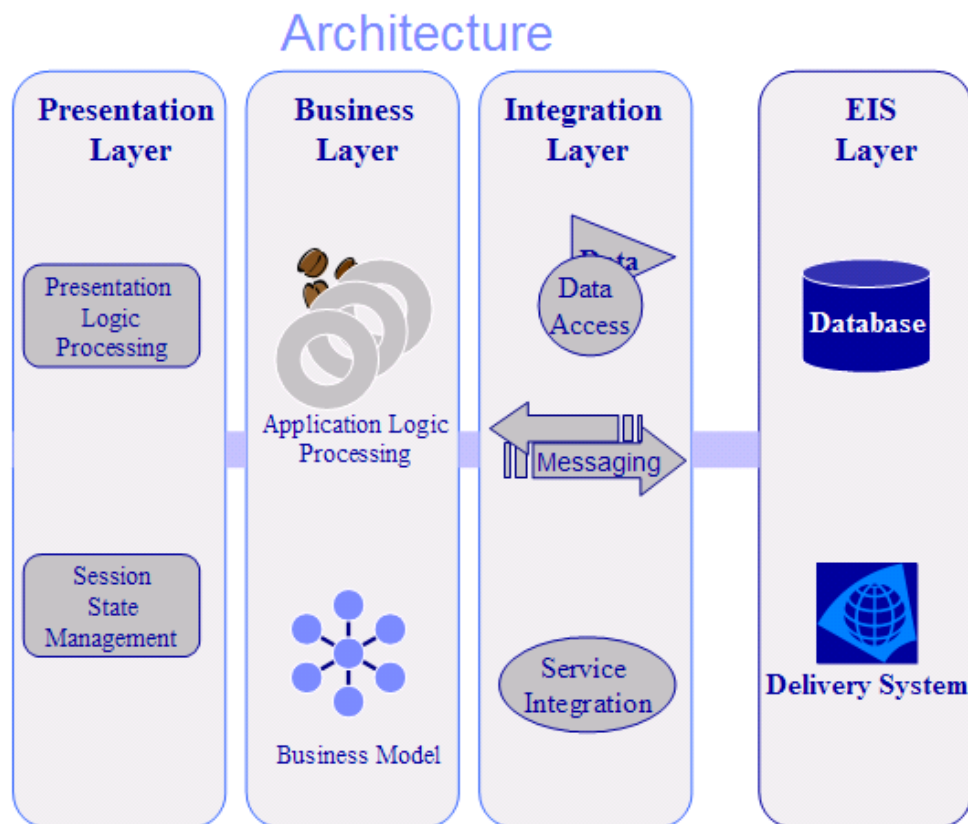 Architecture
Presentation
Layer
Presentation
Logic
Processing
Session
State
Management
Business
Layer
Application Logic
Processing
Business Model
Integration
Layer
Data
Data
Access
Messaging
Service
Integration
EIS
Layer
Database
Delivery System